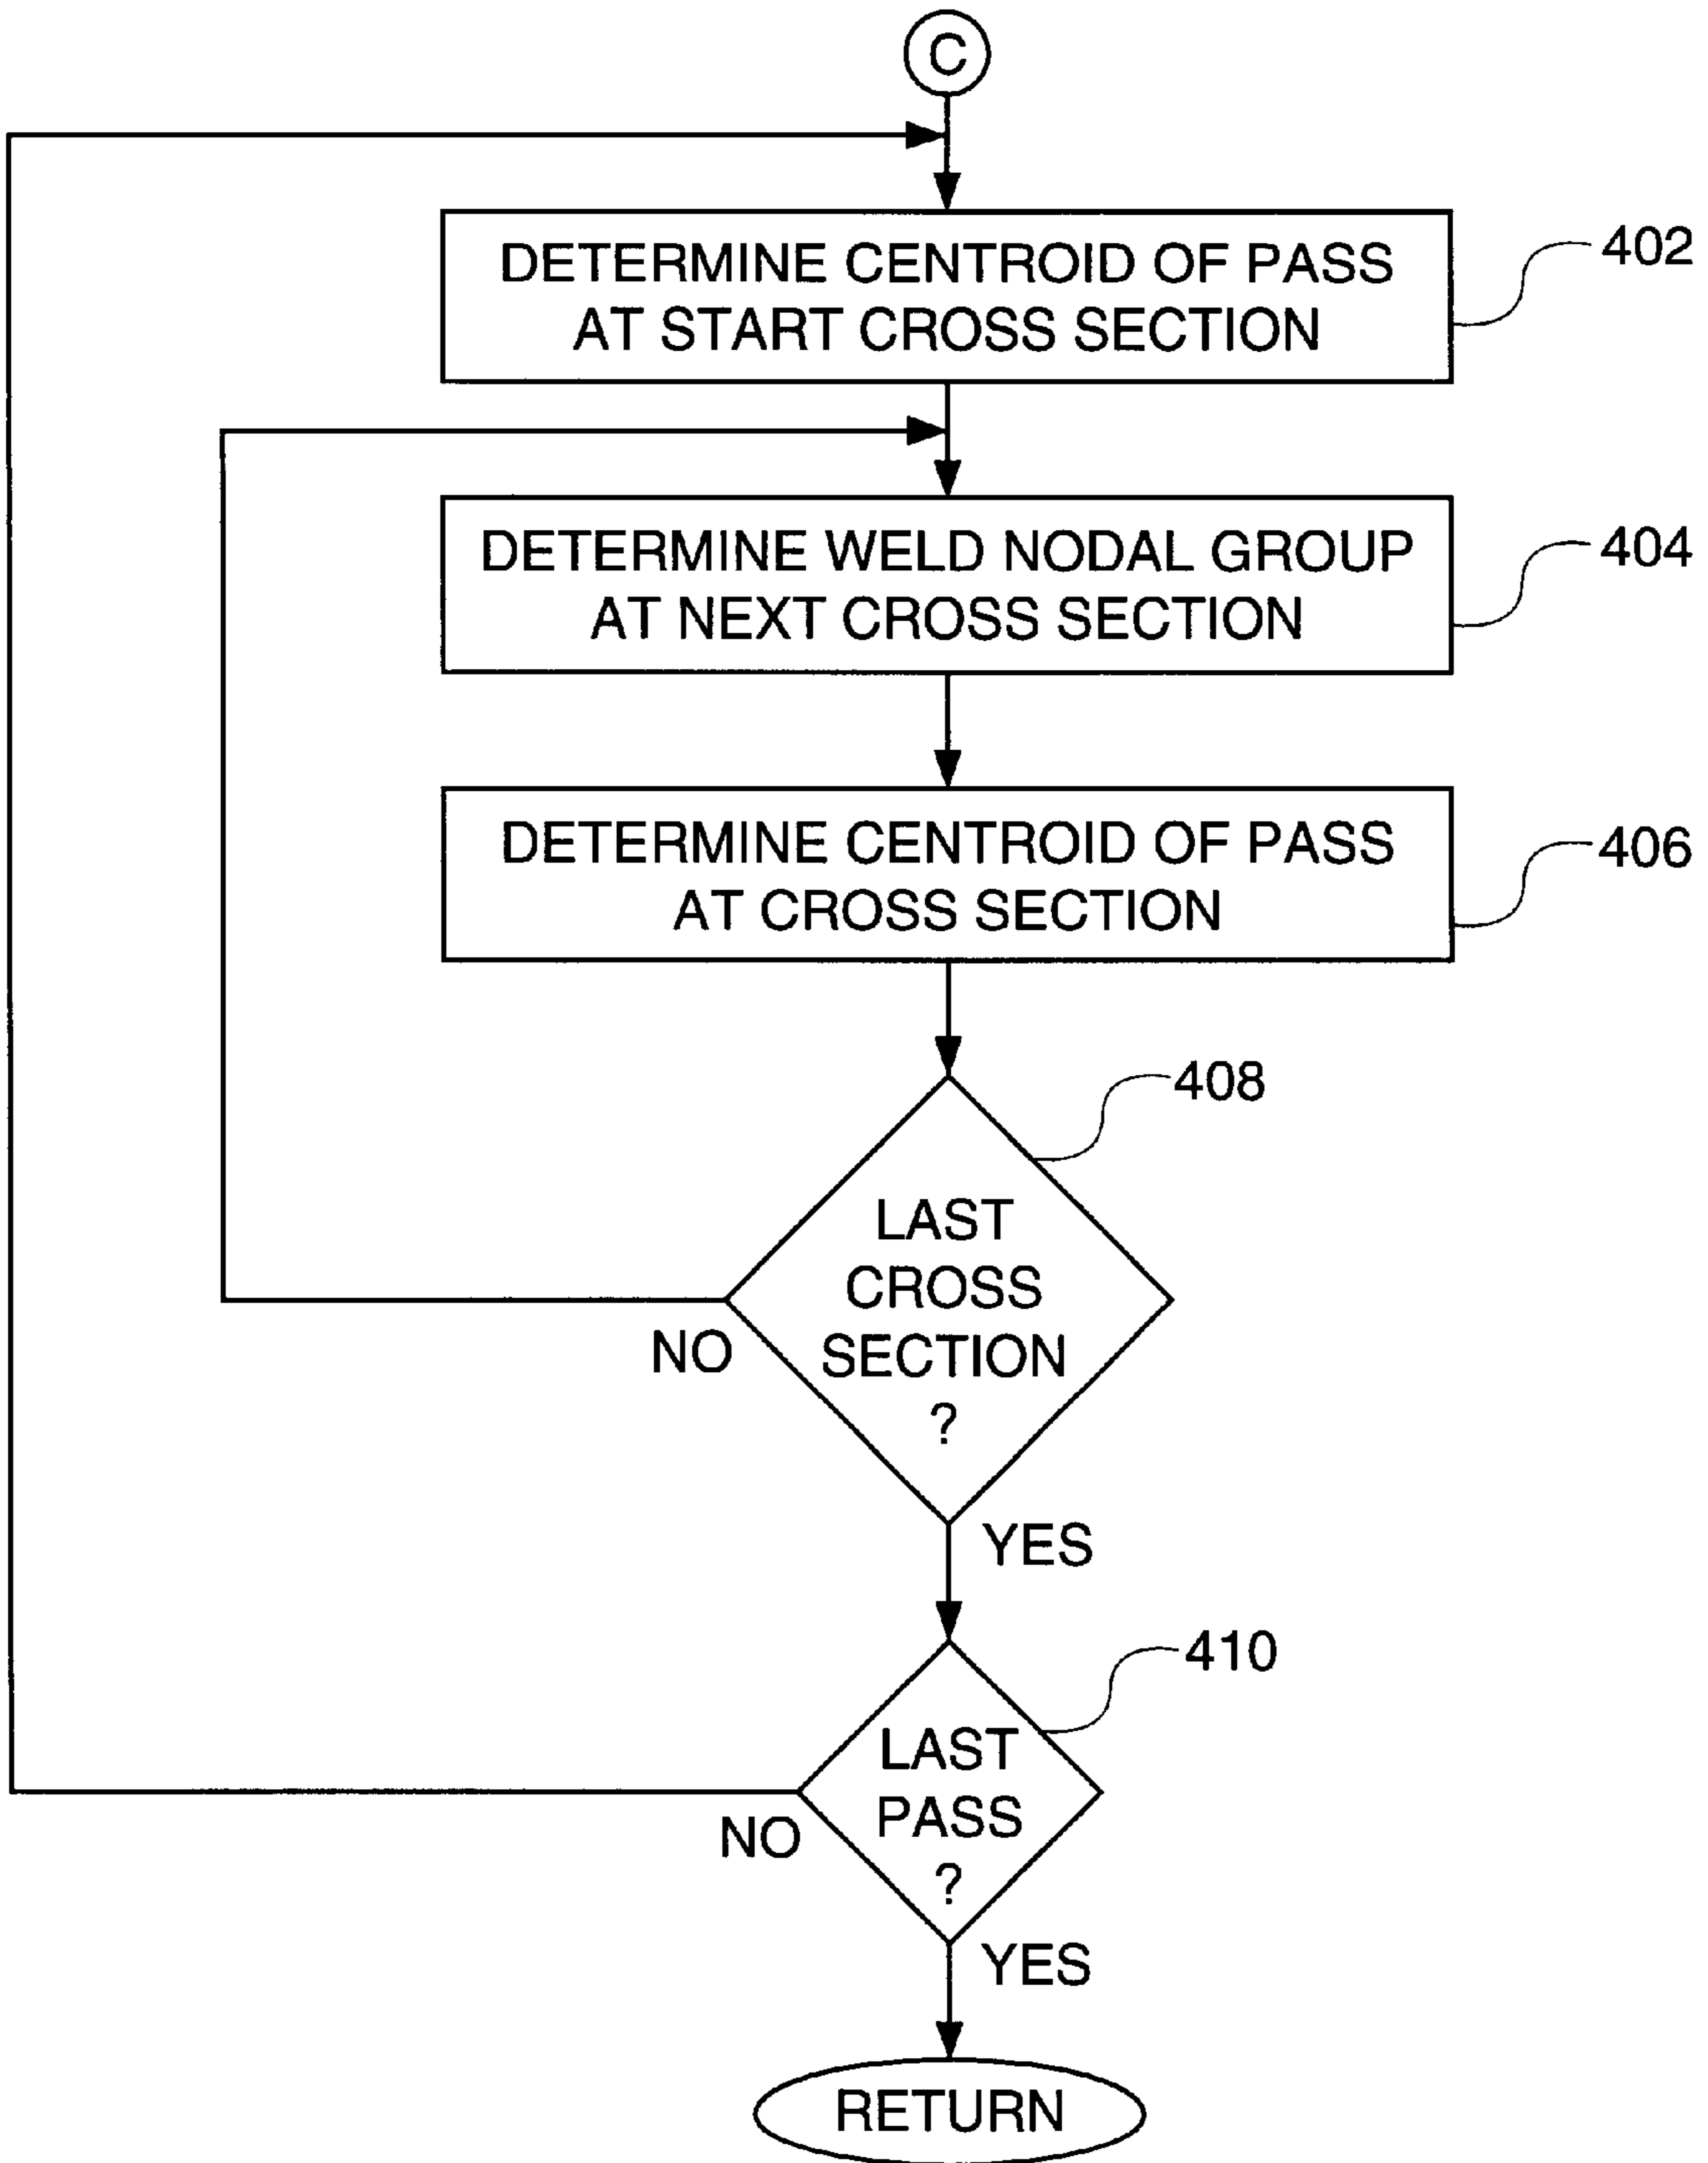 C
DETERMINE CENTROID OF PASS
AT START CROSS SECTION
402
DETERMINE WELD NODAL GROUP
AT NEXT CROSS SECTION
404
DETERMINE CENTROID OF PASS
AT CROSS SECTION
406
408
LAST
CROSS
SECTION
?
NO
YES
410
LAST
PASS
?
NO
YES
RETURN